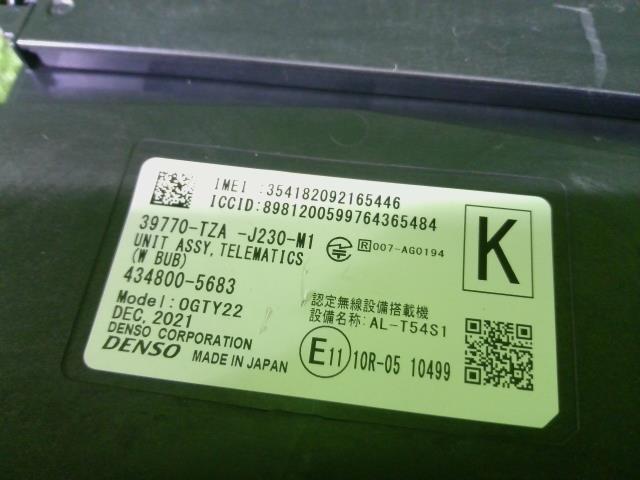 IMEI :354182092165446
ICCID:8981200599764365484
39770-TZA -J230-M1
UNIT ASSY, TELEMATICS
(W BUB)
R 007-AG0194
K
434800-5683
Model: OGTY22
DEC, 2021
DENSO CORPORATION
DENSO MADE IN JAPAN
認定無線設備搭載機
設備名称: AL-T54S1
E11 10R-05 10499